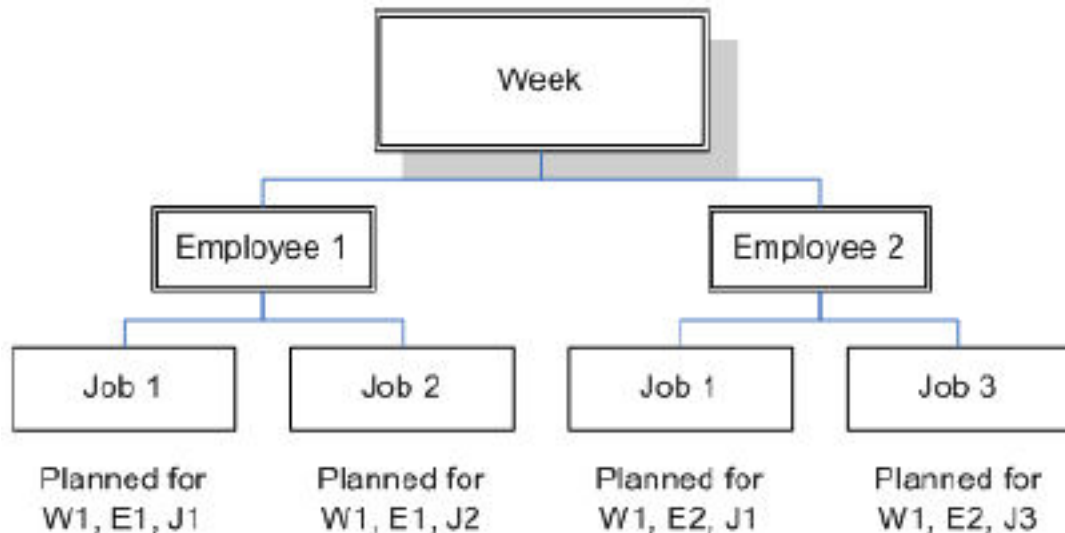 Week
Employee 1
Employee 2
Job 1
Job 2
Job 1
Job 3
Planned for
W1, E1, J1
Planned for
W1, E1, J2
Planned for
W1, E2, J1
Planned for
W1, E2, J3